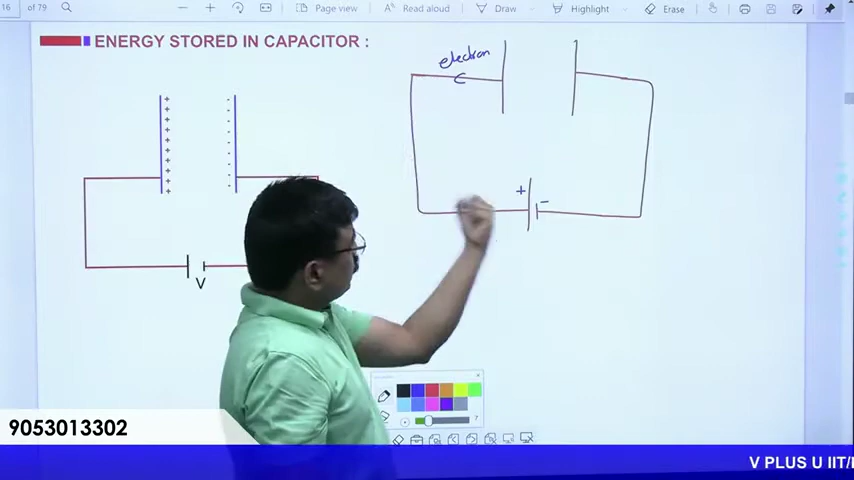 16 of 79
Page view
Read aloud
Draw
Highlight
Erase
ENERGY STORED IN CAPACITOR :
electron
+ -
+ -
+ -
+ -
+ -
+ -
+ -
+ -
+ -
+
+
-
V
?
9053013302
V PLUS U IIT/